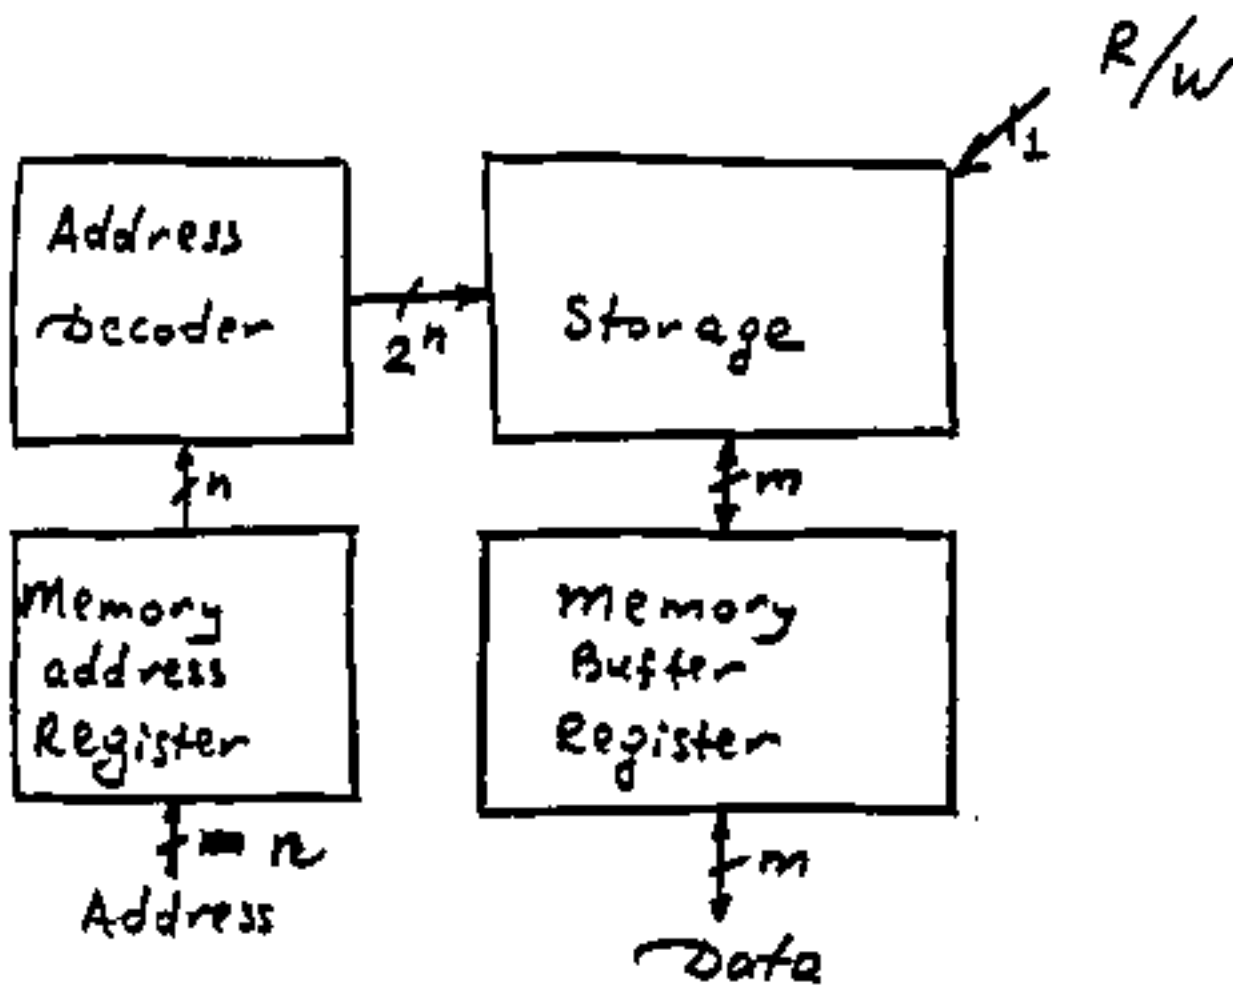 R/W
1
Address
Decoder
2^n
Storage
n
m
Memory
address
Register
Memory
Buffer
Register
n
m
Address
Data